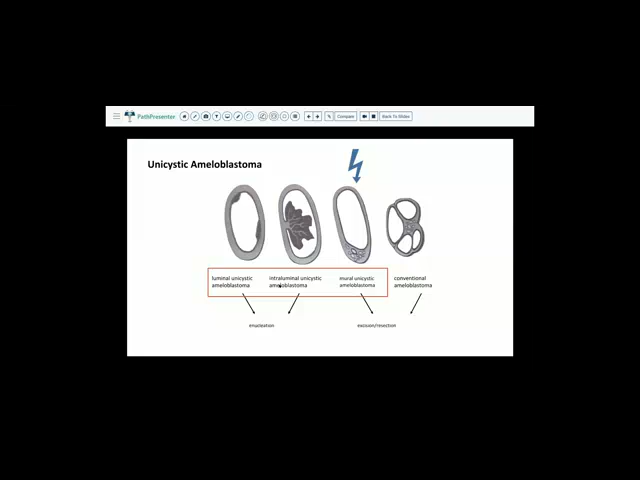 PathPresenter
Compare
Back To Slides
Unicystic Ameloblastoma
luminal unicystic
ameloblastoma
intraluminal unicystic
ameloblastoma
mural unicystic
ameloblastoma
conventional
ameloblastoma
enucleation
excision/resection